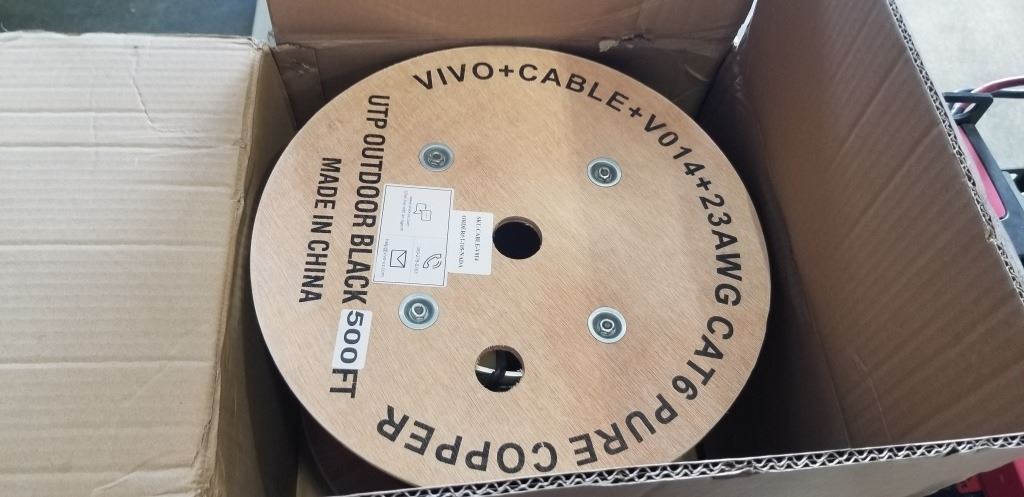 VIVO+CABLE+V014+23AWG CAT6 PURE COPPER
UTP OUTDOOR BLACK 500FT
MADE IN CHINA